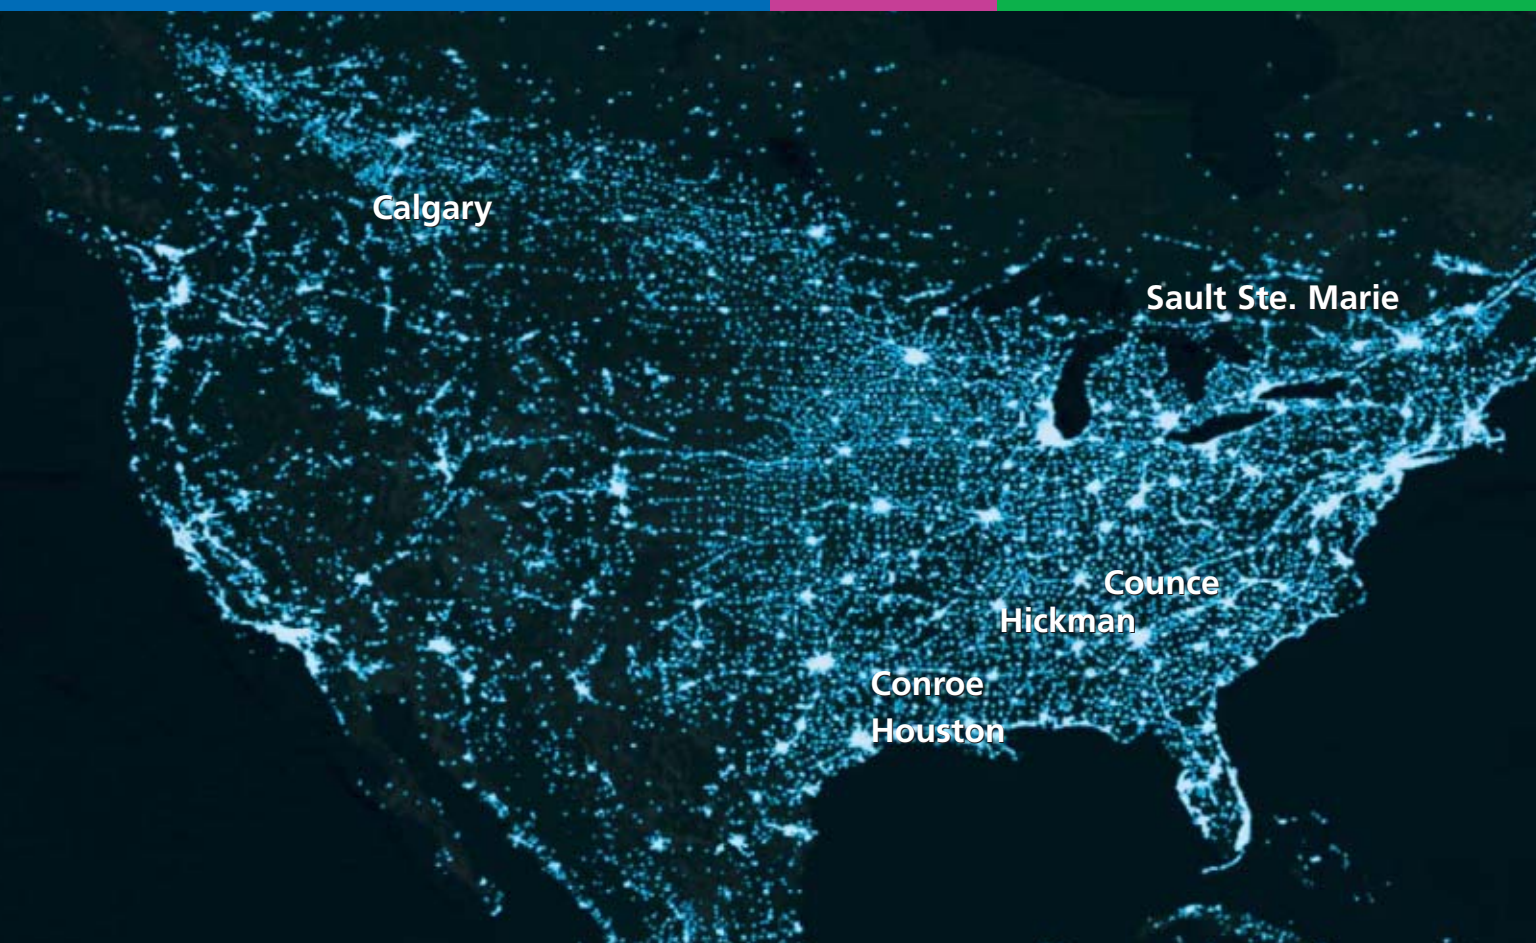 Calgary
Sault Ste. Marie
Counce
Hickman
Conroe
Houston